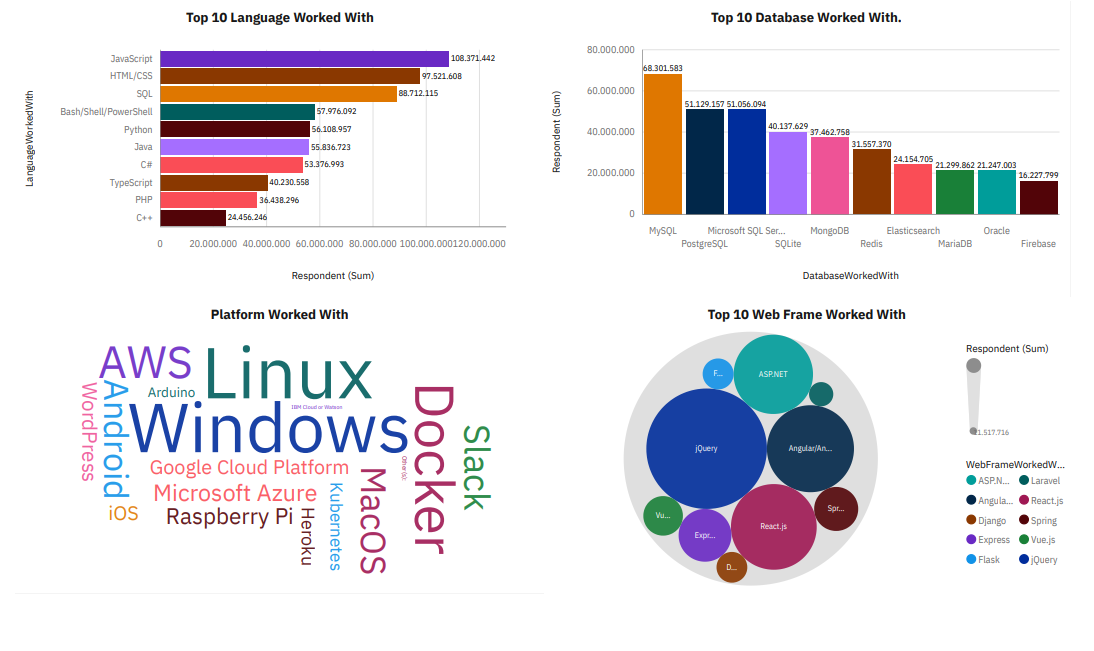 Top 10 Language Worked With
LanguageWorkedWith
JavaScript
HTML/CSS
SQL
Bash/Shell/PowerShell
Python
Java
C#
TypeScript
PHP
C++
108.371.442
97.521.608
88.712.115
57.976.092
56.108.957
55.836.723
53.376.993
40.230.558
36.438.296
24.456.246
0 20.000.000 40.000.000 60.000.000 80.000.000 100.000.000 120.000.000
Respondent (Sum)
Top 10 Database Worked With.
Respondent (Sum)
80.000.000
60.000.000
40.000.000
20.000.000
0
68.301.583
51.129.157 51.056.094
40.137.629
37.462.758
31.557.370
24.154.705
21.299.862 21.247.003
16.227.799
MySQL Microsoft SQL Ser... MongoDB Elasticsearch Oracle
PostgreSQL SQLite Redis MariaDB Firebase
DatabaseWorkedWith
Platform Worked With
AWS
Linux
Arduino
WordPress
Android
IBM Cloud or Watson
Windows
Docker
Slack
Google Cloud Platform
Microsoft Azure
MacOS
iOS
Raspberry Pi
Heroku
Kubernetes
Top 10 Web Frame Worked With
F...
ASP.NET
jQuery
Angular/An...
Vu...
Expr...
React.js
Spr...
D...
Respondent (Sum)
WebFrameWorkedW...
ASP.N... Laravel
Angula... React.js
Django Spring
Express Vue.js
Flask jQuery